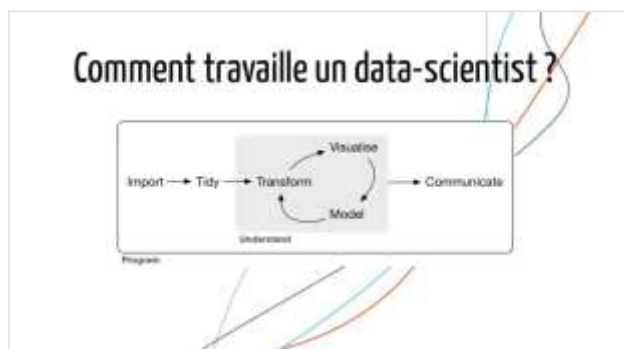 Comment travaille un data-scientist ?
Visualise
Import Tidy Transform Communicate
Model
Understand
Program